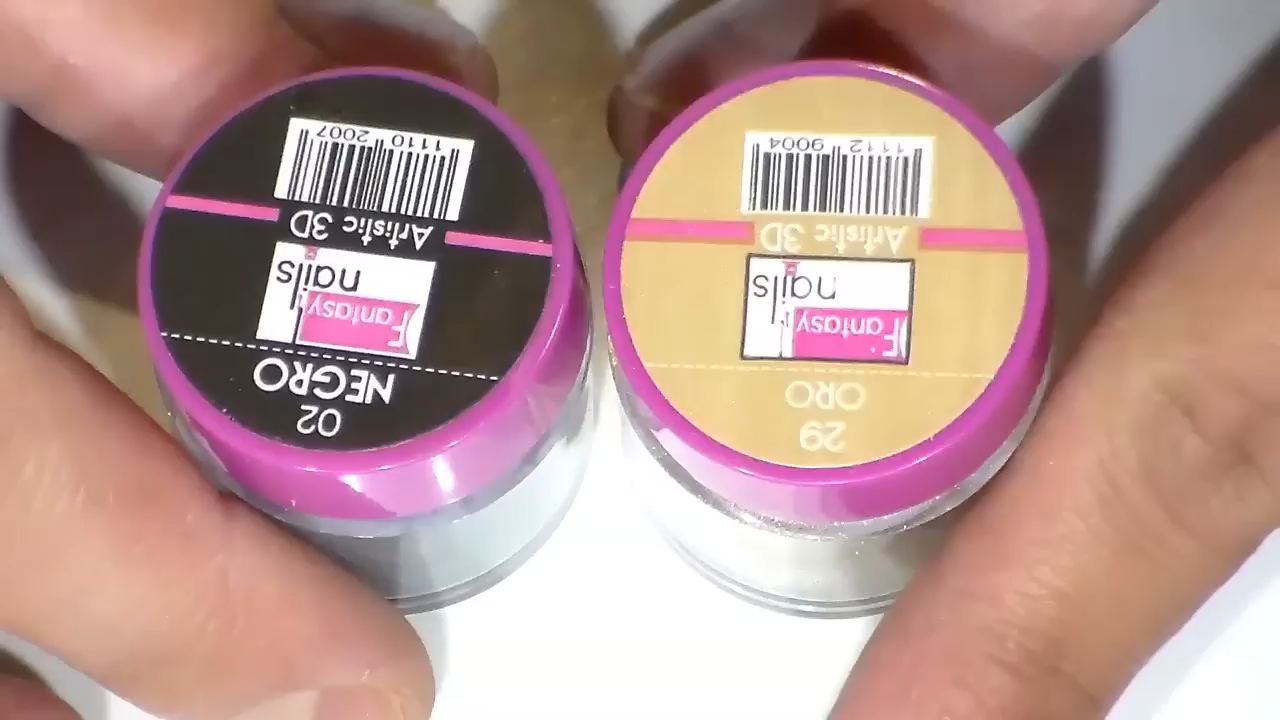 02
NEGRO
Fantasy
nails
Artistic 3D
1110 2007
29
ORO
Fantasy
nails
Artistic 3D
1112 9004